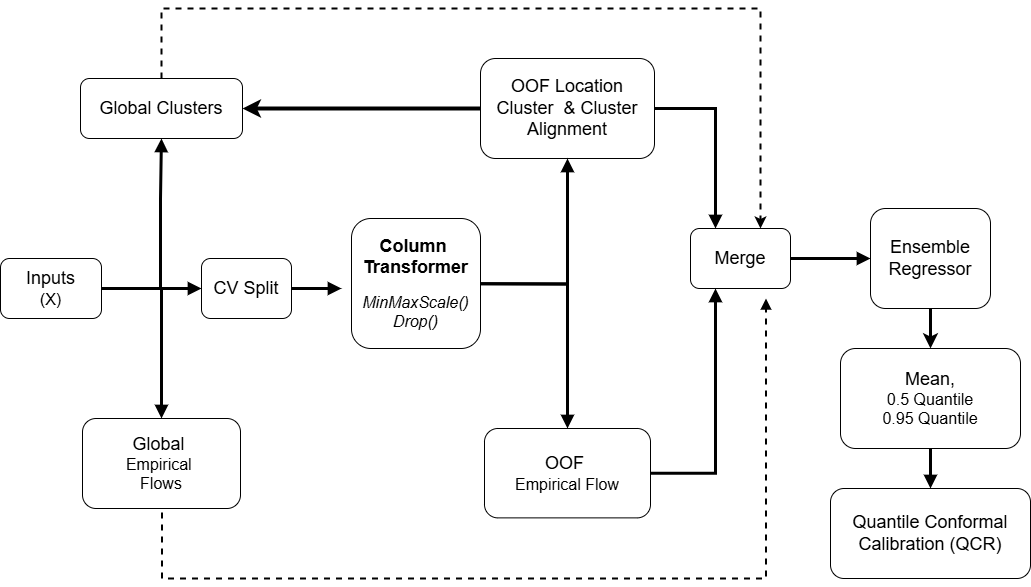 Global Clusters
OOF Location
Cluster & Cluster
Alignment
Inputs
(X)
CV Split
Column
Transformer
MinMaxScale()
Drop()
Merge
Ensemble
Regressor
Mean,
0.5 Quantile
0.95 Quantile
Global
Empirical
Flows
OOF
Empirical Flow
Quantile Conformal
Calibration (QCR)